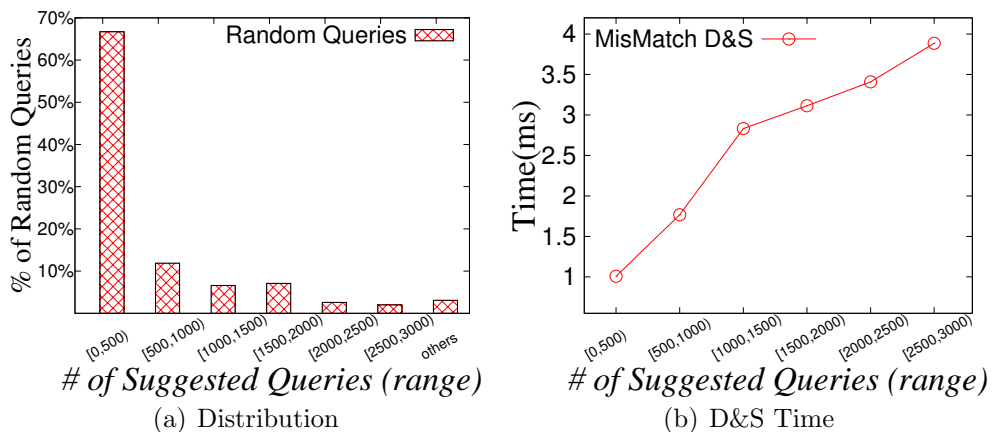 70%
60%
50%
40%
30%
20%
10%
% of Random Queries
Random Queries
[0,500)
[500,1000)
[1000,1500)
[1500,2000)
[2000,2500)
[2500,3000)
others
# of Suggested Queries (range)
(a) Distribution
4
3.5
3
2.5
2
1.5
1
Time(ms)
MisMatch D&S
[0,500)
[500,1000)
[1000,1500)
[1500,2000)
[2000,2500)
[2500,3000)
# of Suggested Queries (range)
(b) D&S Time